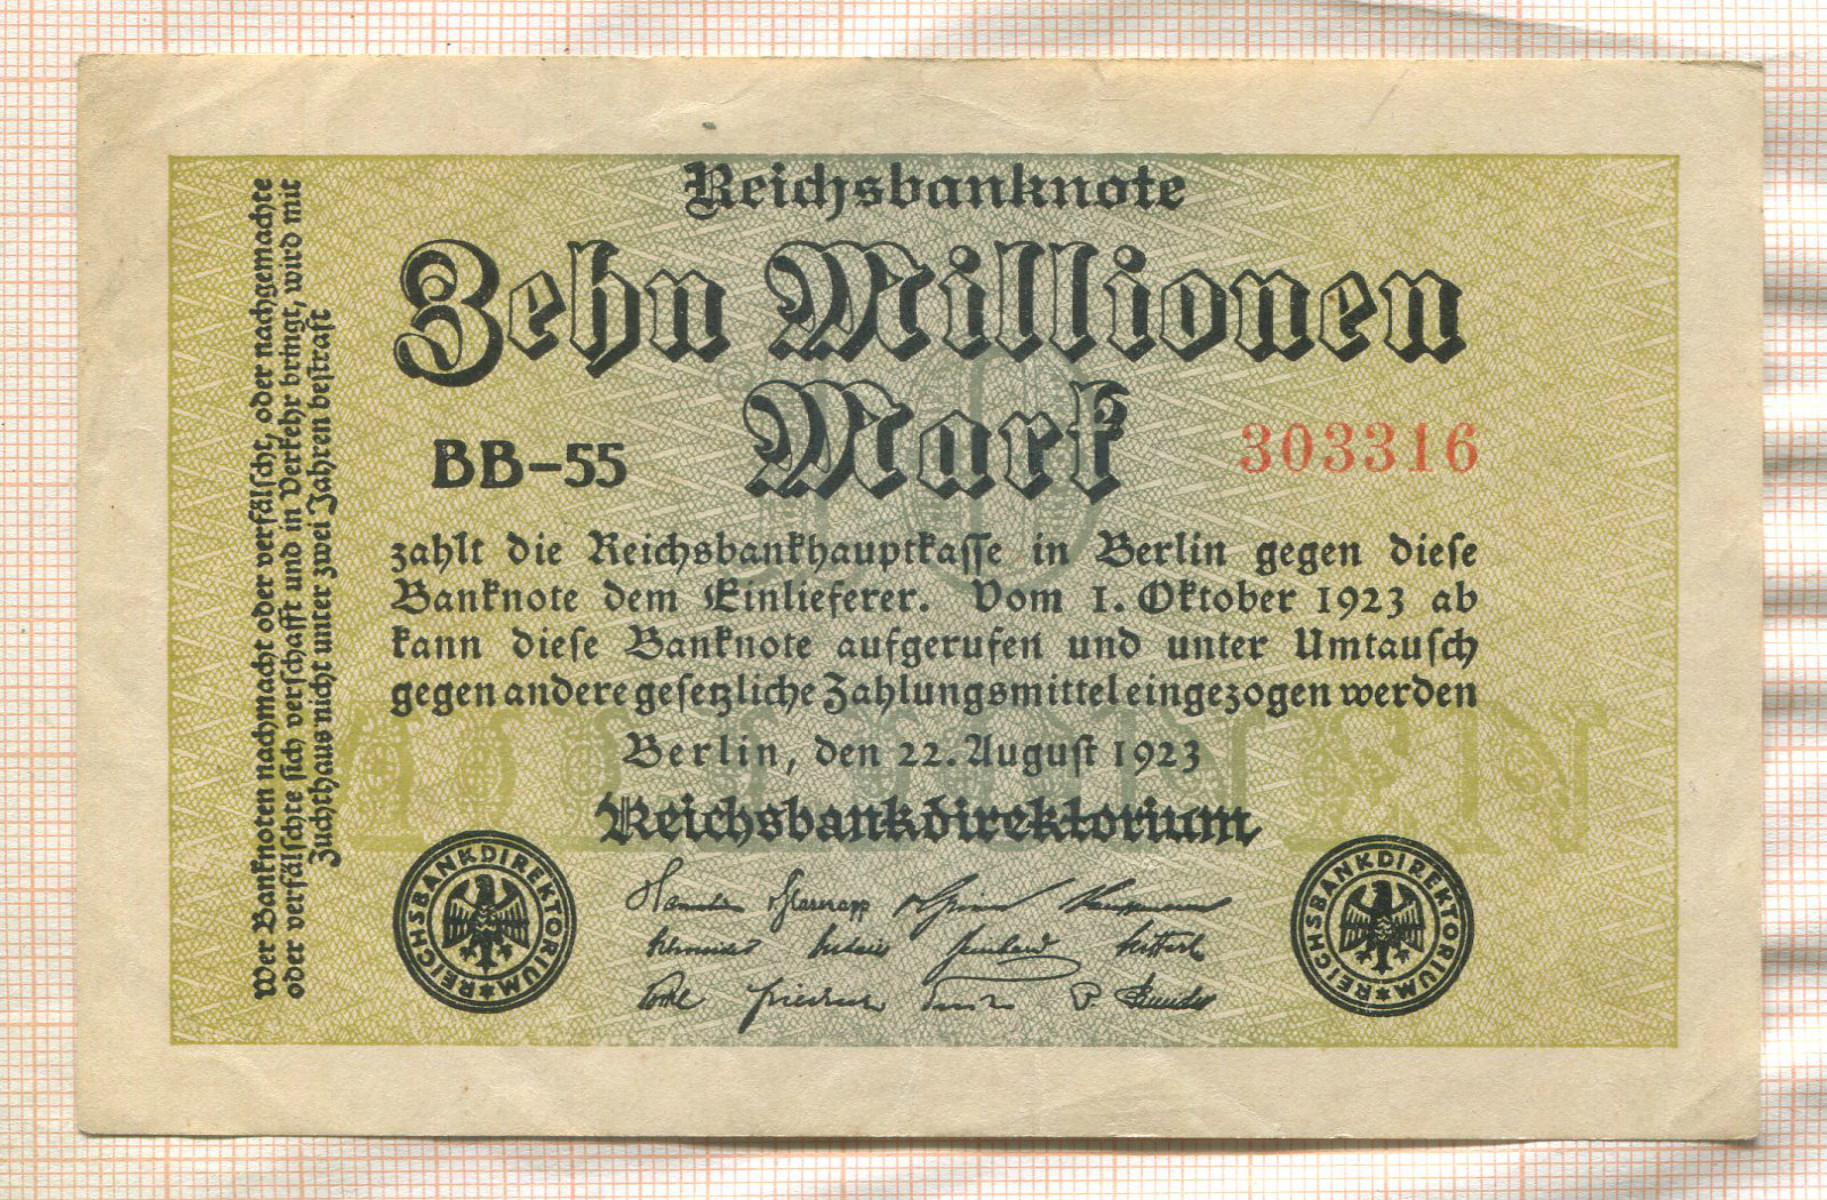 Reichsbanknote
Zehn Millionen
Mark
BB-55
303316
zahlt die Reichsbankhauptkasse in Berlin gegen diese
Banknote dem Einlieferer. Vom 1. Oktober 1923 ab
kann diese Banknote aufgerufen und unter Umtausch
gegen andere gesetzliche Zahlungsmittel eingezogen werden
Berlin, den 22. August 1923
Reichsbankdirektorium
REICHSBANKDIREKTORIUM
REICHSBANKDIREKTORIUM
Wer Banknoten nachmacht oder verfälscht, oder nachgemachte
oder verfälschte sich verschafft und in Verkehr bringt, wird mit
Zuchthaus nicht unter zwei Jahren bestraft
10
MILLIONEN